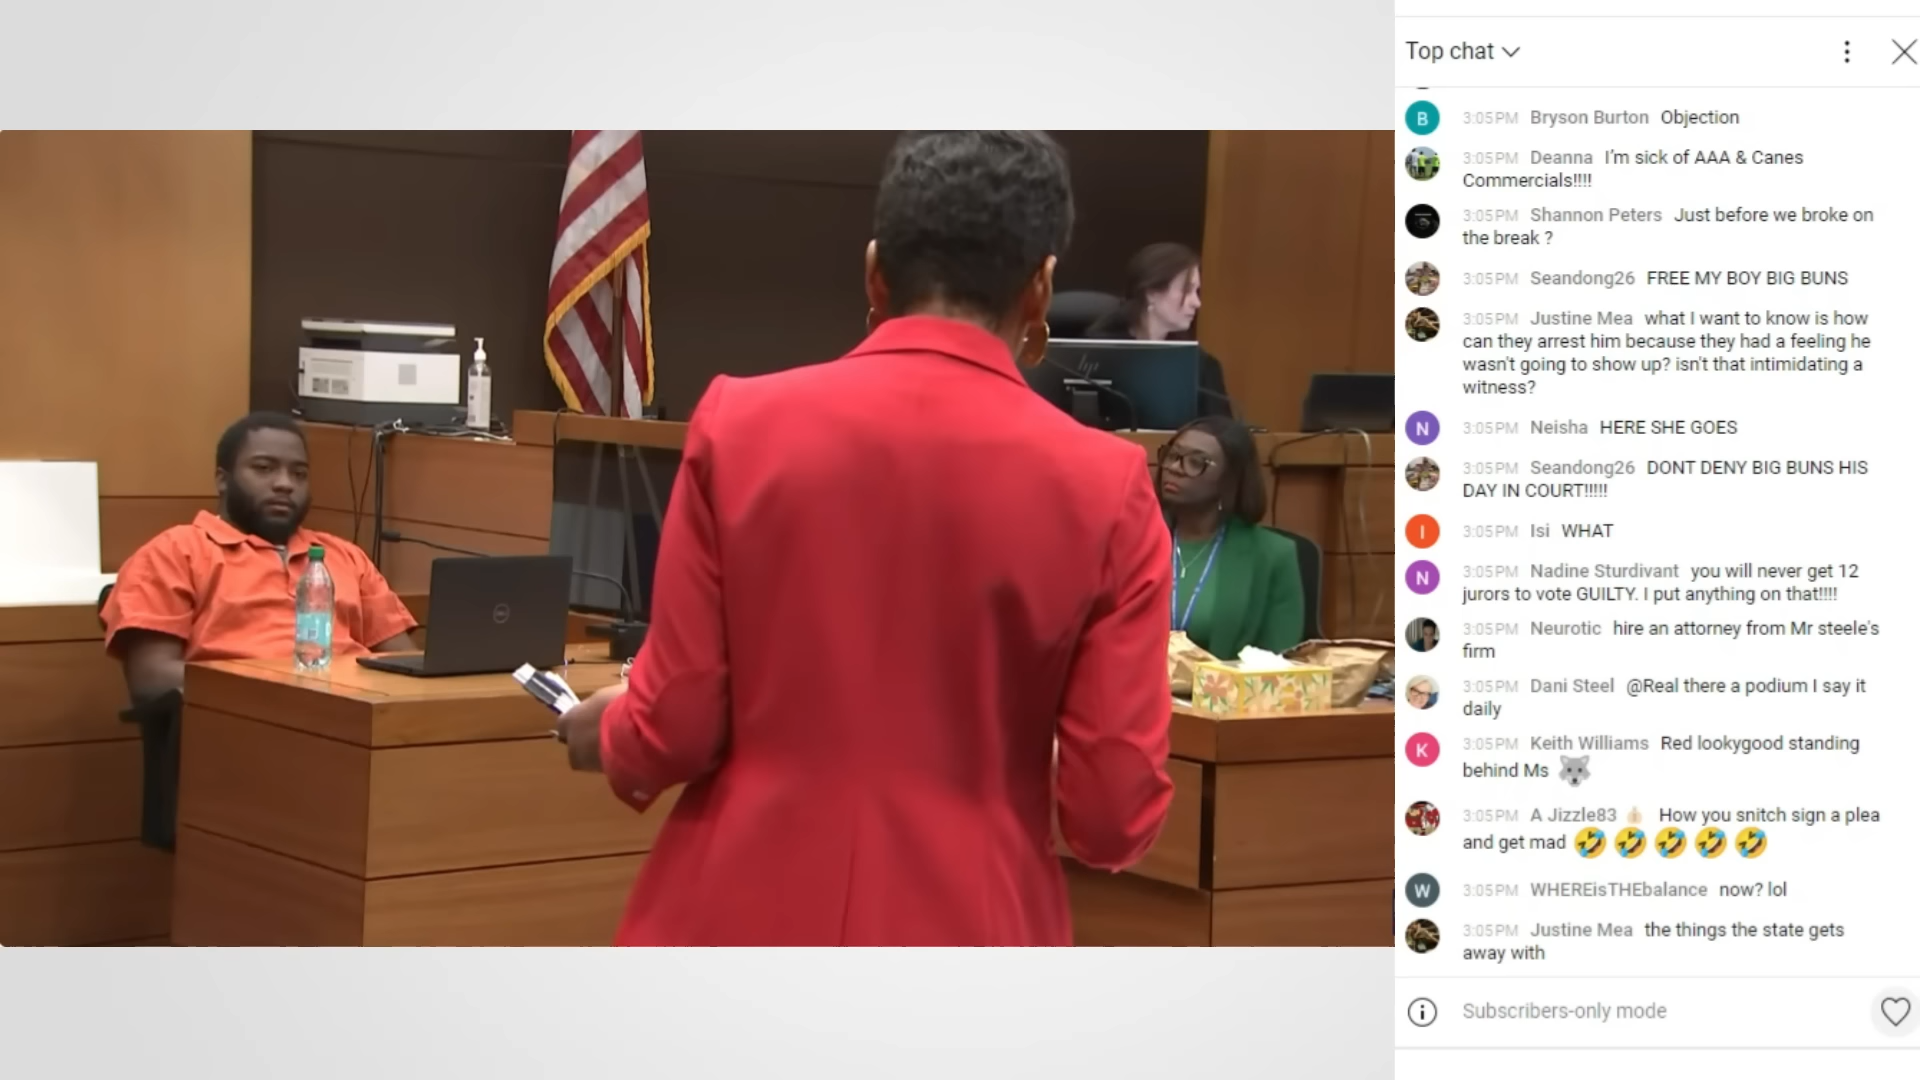 Top chat
3:05 PM Bryson Burton Objection
3:05 PM Deanna I'm sick of AAA & Canes
Commercials!!!!
3:05 PM Shannon Peters Just before we broke on
the break ?
3:05 PM Seandong26 FREE MY BOY BIG BUNS
3:05 PM Justine Mea what I want to know is how
can they arrest him because they had a feeling he
wasn't going to show up? isn't that intimidating a
witness?
N
3:05 PM Neisha HERE SHE GOES
3:05 PM Seandong26 DONT DENY BIG BUNS HIS
DAY IN COURT!!!!!
I
3:05 PM Isi WHAT
N
3:05 PM Nadine Sturdivant you will never get 12
jurors to vote GUILTY. I put anything on that!!!!
3:05 PM Neurotic hire an attorney from Mr steele's
firm
3:05 PM Dani Steel @Real there a podium I say it
daily
K
3:05 PM Keith Williams Red lookygood standing
behind Ms 🐺
3:05 PM A Jizzle83 👍🏻 How you snitch sign a plea
and get mad 🤣 🤣 🤣 🤣 🤣
W
3:05 PM WHEREisTHEbalance now? lol
3:05 PM Justine Mea the things the state gets
away with
Subscribers-only mode
B
hp
DELL